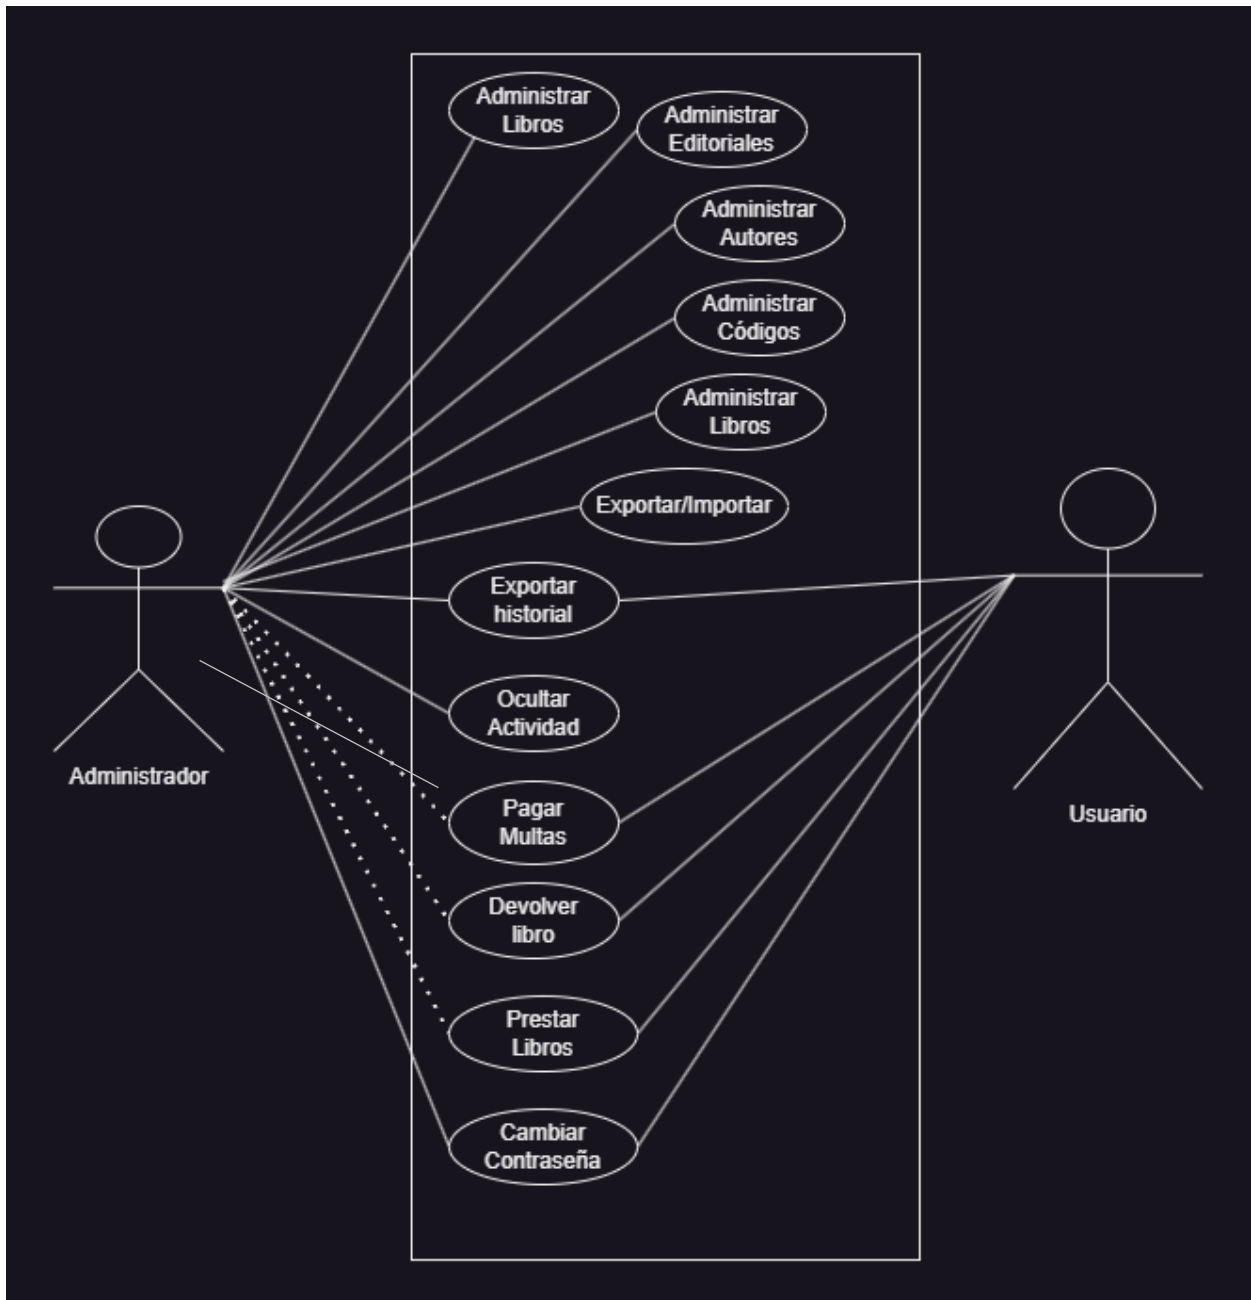 Administrar
Libros
Administrar
Editoriales
Administrar
Autores
Administrar
Códigos
Administrar
Libros
Exportar/Importar
Exportar
historial
Ocultar
Actividad
Administrador
Usuario
Pagar
Multas
Devolver
libro
Prestar
Libros
Cambiar
Contraseña